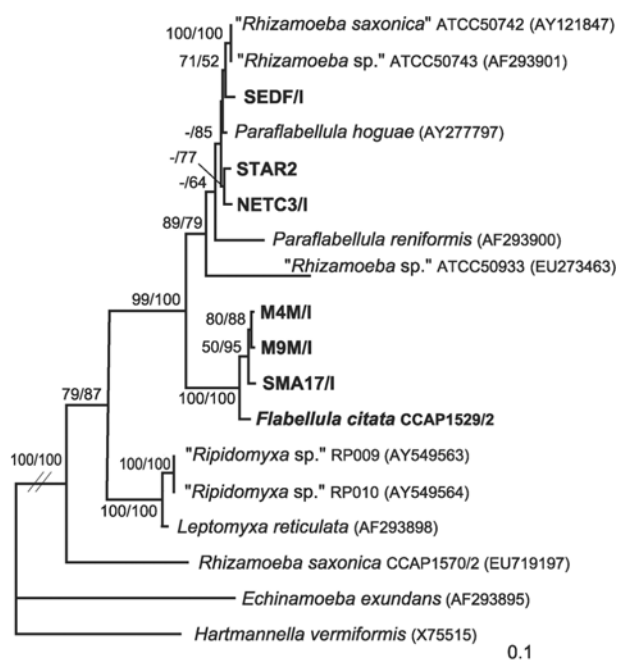 "Rhizamoeba saxonica" ATCC50742 (AY121847)
100/100
"Rhizamoeba sp." ATCC50743 (AF293901)
71/52
SEDF/I
-/85
Paraflabellula hoguae (AY277797)
-/77
STAR2
-/64
NETC3/I
89/79
Paraflabellula reniformis (AF293900)
"Rhizamoeba sp." ATCC50933 (EU273463)
99/100
M4M/I
80/88
M9M/I
50/95
SMA17/I
100/100
Flabellula citata CCAP1529/2
79/87
"Ripidomyxa sp." RP009 (AY549563)
100/100
100/100
"Ripidomyxa sp." RP010 (AY549564)
100/100
Leptomyxa reticulata (AF293898)
Rhizamoeba saxonica CCAP1570/2 (EU719197)
Echinamoeba exundans (AF293895)
Hartmannella vermiformis (X75515)
0.1